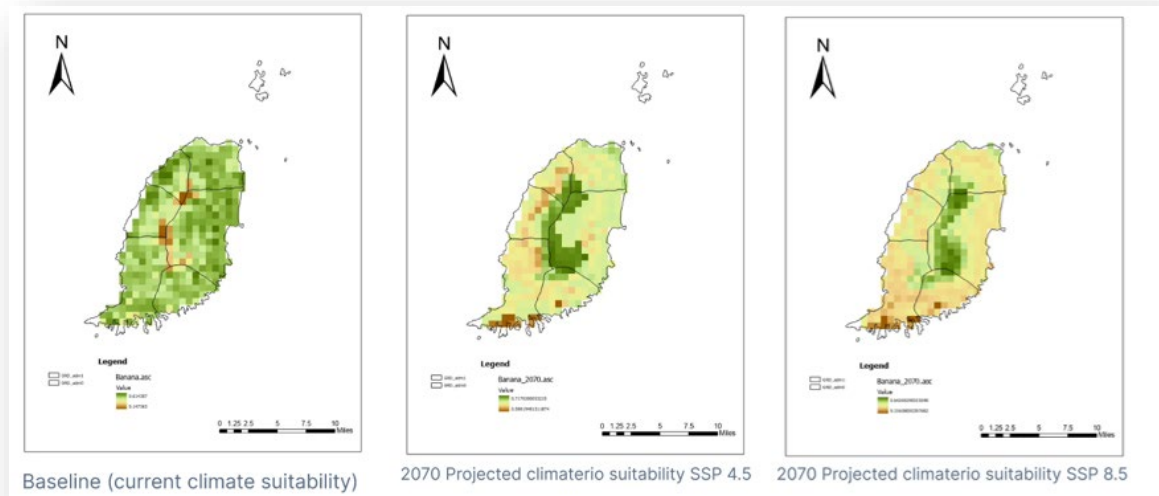 N
N
N
Legend
GRD_adm1
GRD_adm0
Banana.asc
Value
0 1.25 2.5 5 7.5 10
Miles
Legend
Banana_2070.asc
Value
0 1.25 2.5 5 7.5 10
Miles
Legend
Banana_2070.asc
Value
0 1.25 2.5 5 7.5 10
Miles
Baseline (current climate suitability)
2070 Projected climaterio suitability SSP 4.5
2070 Projected climaterio suitability SSP 8.5